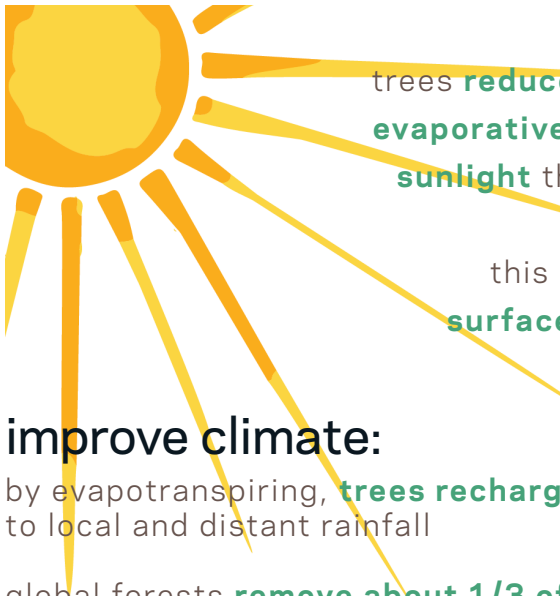 trees reduc
evaporative
sunlight
this
surface
improve climate:
by evapotranspiring, trees recharg
to local and distant rainfall
global forests remove about 1/3 of